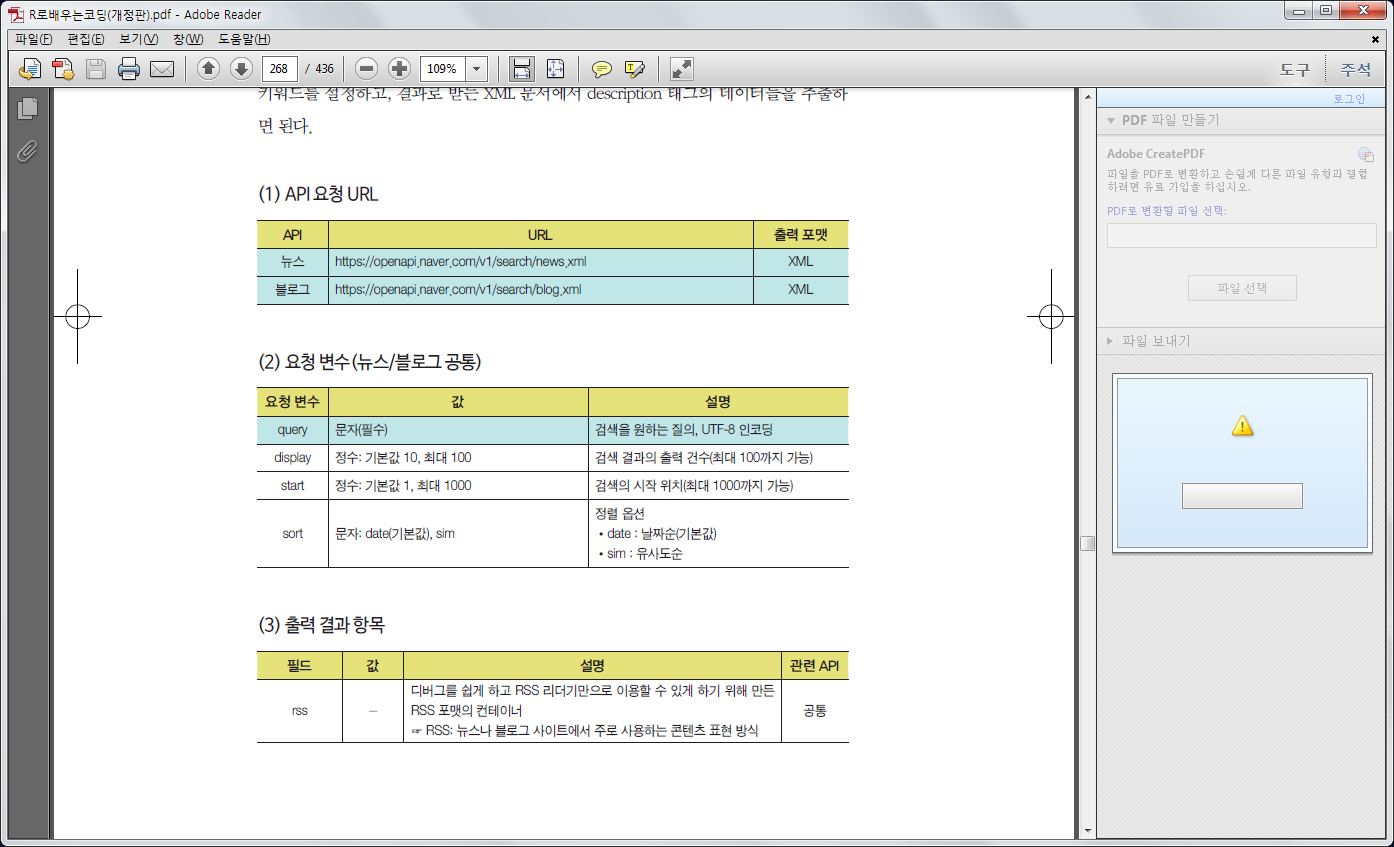 R로배우는코딩(개정판).pdf - Adobe Reader
파일(F) 편집(E) 보기(V) 창(W) 도움말(H)
268 / 436 109% 도구 주석
키워드를 설정하고, 결과로 받는 XML 문서에서 description 태그의 데이터들을 추출하
면 된다.
(1) API 요청 URL
API URL 출력 포맷
뉴스 https://openapi.naver.com/v1/search/news.xml XML
블로그 https://openapi.naver.com/v1/search/blog.xml XML
(2) 요청 변수 (뉴스/블로그 공통)
요청 변수 값 설명
query 문자(필수) 검색을 원하는 질의, UTF-8 인코딩
display 정수: 기본값 10, 최대 100 검색 결과의 출력 건수(최대 100까지 가능)
start 정수: 기본값 1, 최대 1000 검색의 시작 위치(최대 1000까지 가능)
sort 문자: date(기본값), sim 정렬 옵션
• date : 날짜순(기본값)
• sim : 유사도순
(3) 출력 결과 항목
필드 값 설명 관련 API
rss – 디버그를 쉽게 하고 RSS 리더기만으로 이용할 수 있게 하기 위해 만든
RSS 포맷의 컨테이너 공통
☞ RSS: 뉴스나 블로그 사이트에서 주로 사용하는 콘텐츠 표현 방식
로그인
PDF 파일 만들기
Adobe CreatePDF
파일을 PDF로 변환하고 손쉽게 다른 파일 유형과 결합
하려면 유료 가입을 하십시오.
PDF로 변환할 파일 선택:
파일 선택
파일 보내기